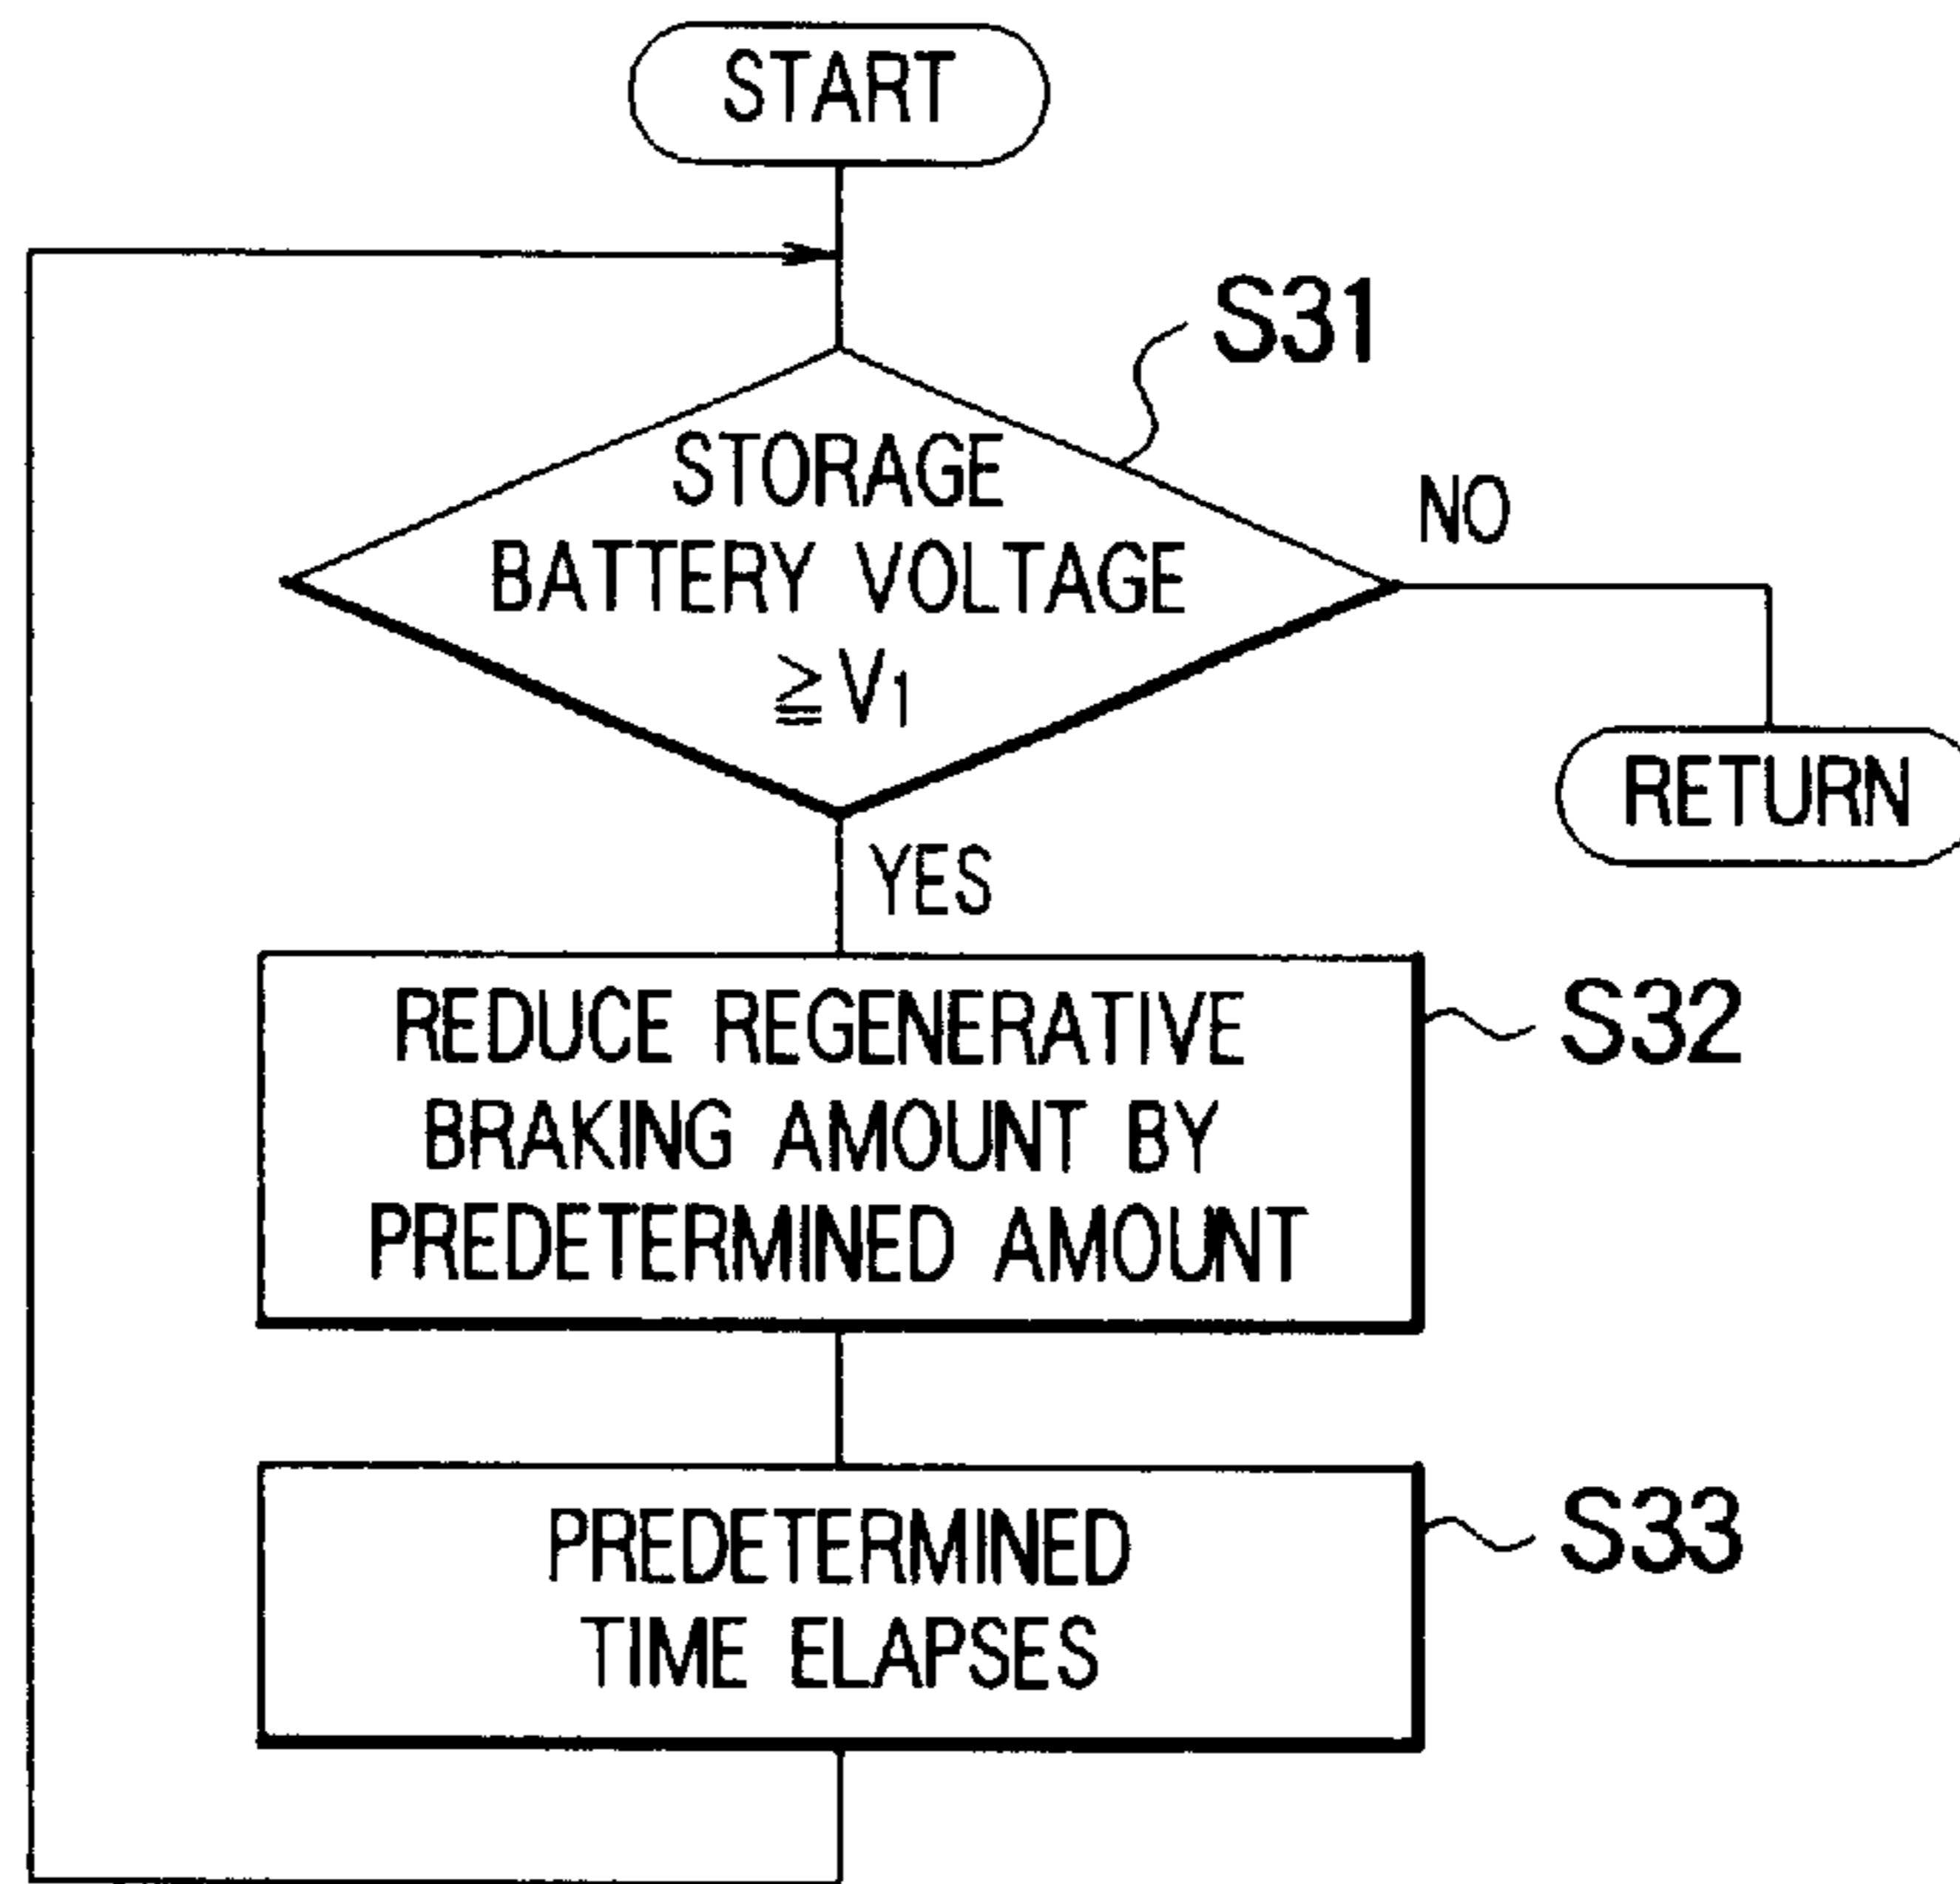 START
S31
STORAGE
BATTERY VOLTAGE
≧V₁
NO
RETURN
YES
REDUCE REGENERATIVE
BRAKING AMOUNT BY
PREDETERMINED AMOUNT
S32
PREDETERMINED
TIME ELAPSES
S33